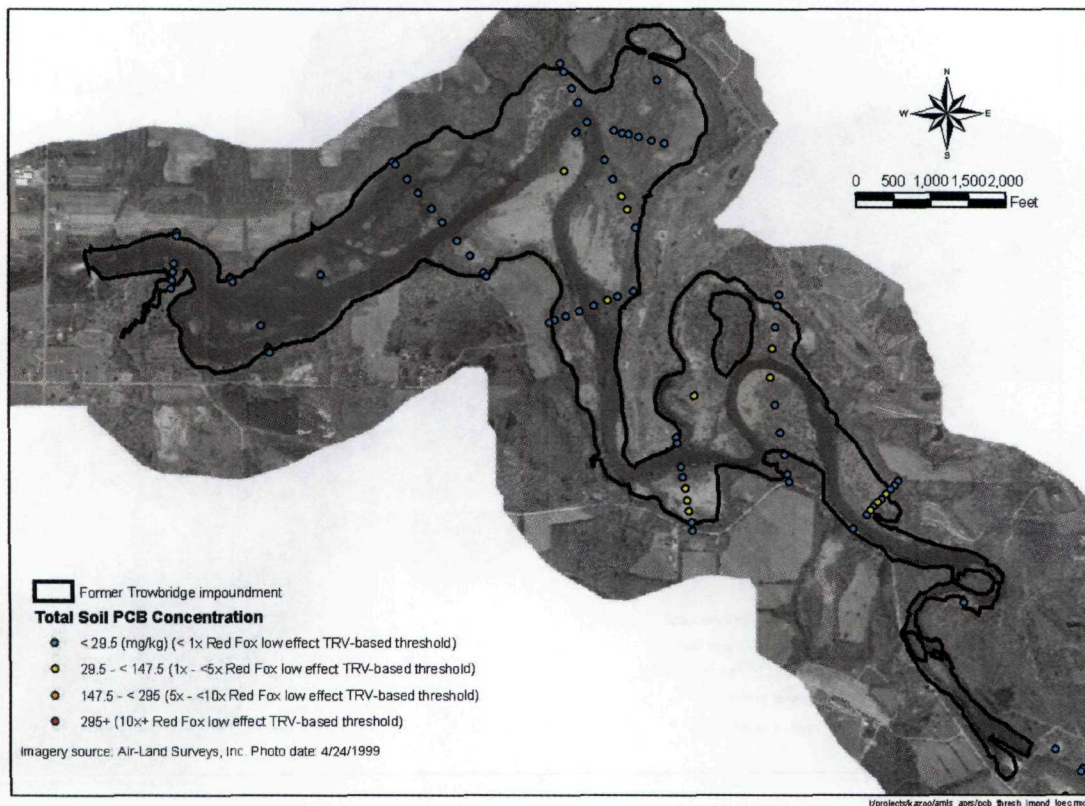 N
W E
S
0 500 1,000 1,500 2,000
Feet
Former Trowbridge impoundment
Total Soil PCB Concentration
< 29.5 (mg/kg) (< 1x Red Fox low effect TRV-based threshold)
29.5 - < 147.5 (1x - <5x Red Fox low effect TRV-based threshold)
147.5 - < 295 (5x - <10x Red Fox low effect TRV-based threshold)
295+ (10x+ Red Fox low effect TRV-based threshold)
Imagery source: Air-Land Surveys, Inc. Photo date: 4/24/1999